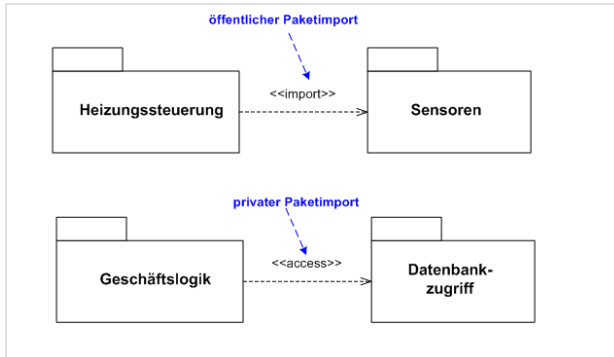 öffentlicher Paketimport
<<import>>
Heizungssteuerung
Sensoren
privater Paketimport
<<access>>
Geschäftslogik
Datenbank-
zugriff